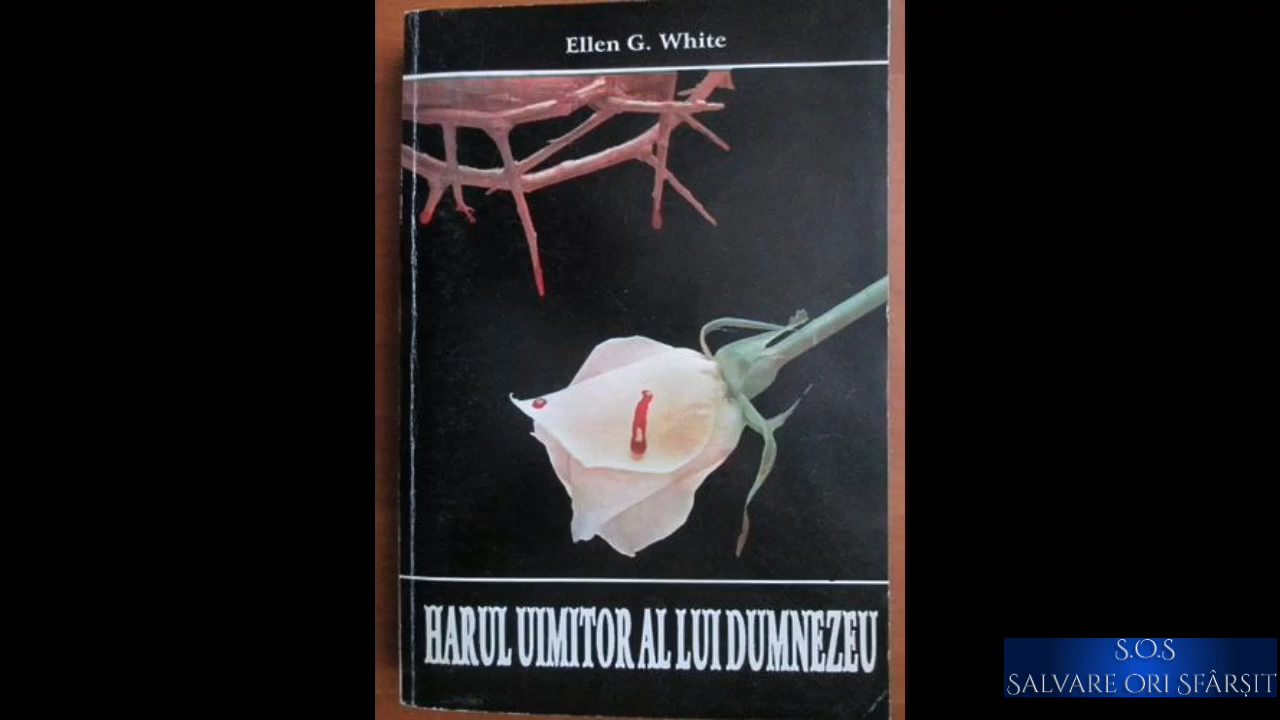 Ellen G. White
HARUL UIMITOR AL LUI DUMNEZEU
S.O.S
SALVARE ORI SFÂRȘIT